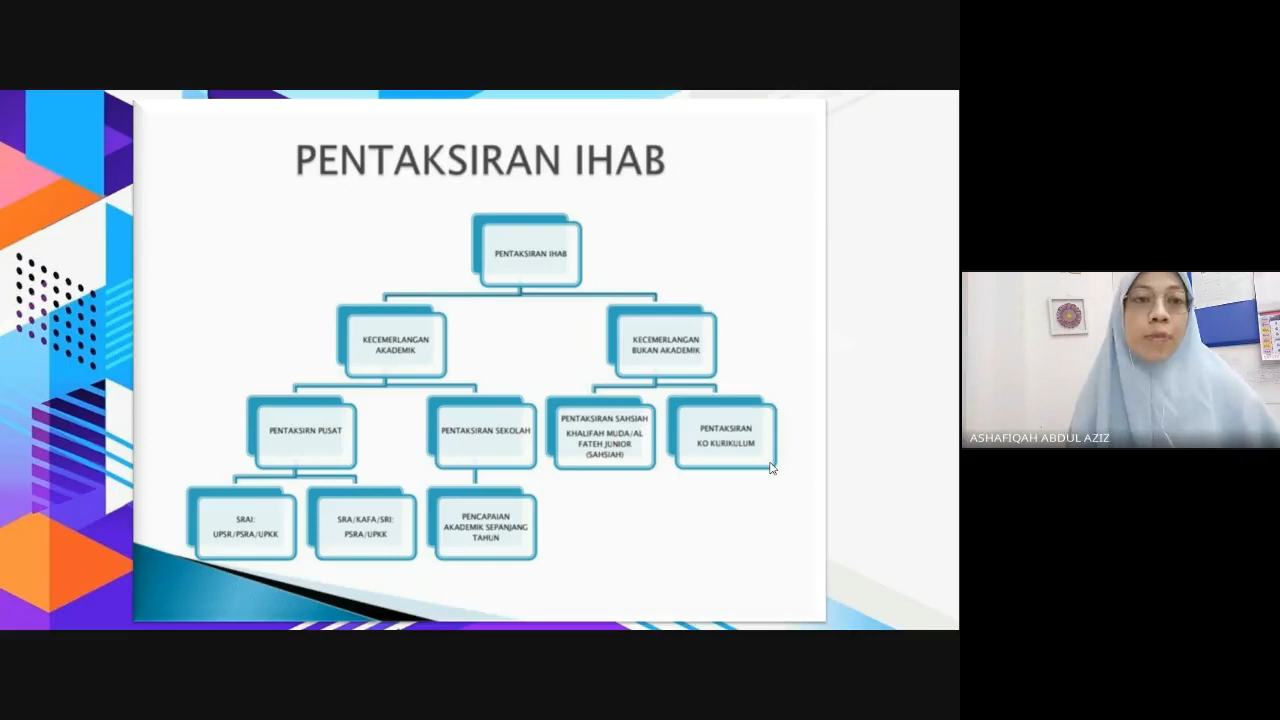 PENTAKSIRAN IHAB
PENTAKSIRAN IHAB
KECEMERLANGAN
AKADEMIK
KECEMERLANGAN
BUKAN AKADEMIK
PENTAKSIRN PUSAT
PENTAKSIRAN SEKOLAH
PENTAKSIRAN SAHSIAH
KHALIFAH MUDA/AL
FATEH JUNIOR
(SAHSIAH)
PENTAKSIRAN
KO KURIKULUM
SRAI:
UPSR/PSRA/UPKK
SRA/KAFA/SRI:
PSRA/UPKK
PENCAPAIAN
AKADEMIK SEPANJANG
TAHUN
ASHAFIQAH ABDUL AZIZ